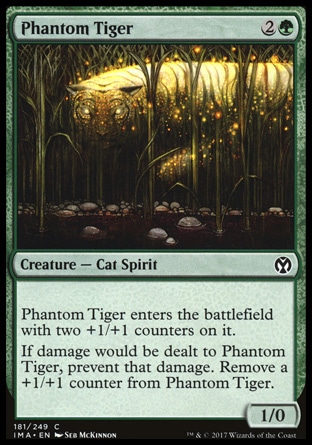 Phantom Tiger 2
Creature — Cat Spirit
Phantom Tiger enters the battlefield
with two +1/+1 counters on it.
If damage would be dealt to Phantom
Tiger, prevent that damage. Remove a
+1/+1 counter from Phantom Tiger.
1/0
181/249 C
IMA • EN Seb McKinnon
™ & © 2017 Wizards of the Coast